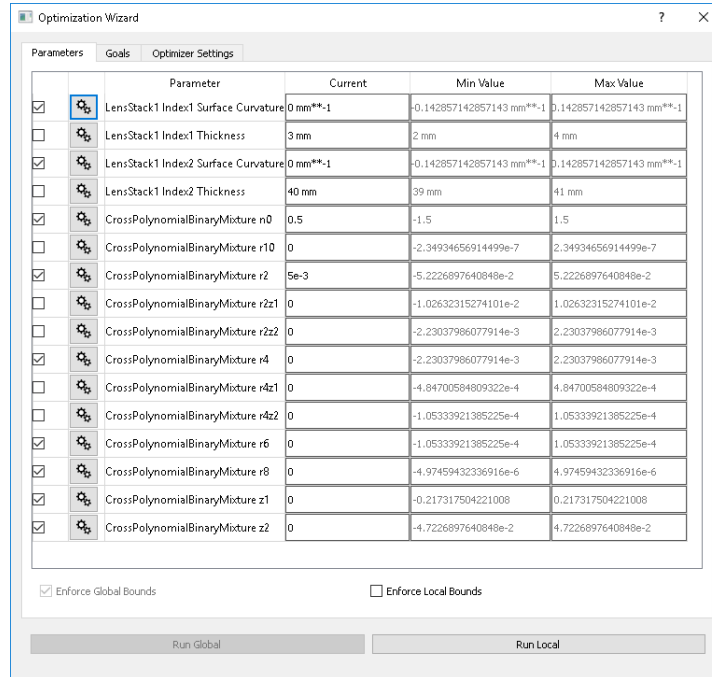 Optimization Wizard ? ×
Parameters Goals Optimizer Settings
Parameter Current Min Value Max Value
LensStack1 Index1 Surface Curvature 0 mm**-1 -0.142857142857143 mm**-1 0.142857142857143 mm**-1
LensStack1 Index1 Thickness 3 mm 2 mm 4 mm
LensStack1 Index2 Surface Curvature 0 mm**-1 -0.142857142857143 mm**-1 0.142857142857143 mm**-1
LensStack1 Index2 Thickness 40 mm 39 mm 41 mm
CrossPolynomialBinaryMixture n0 0.5 -1.5 1.5
CrossPolynomialBinaryMixture r10 0 -2.34934656914499e-7 2.34934656914499e-7
CrossPolynomialBinaryMixture r2 5e-3 -5.2226897640848e-2 5.2226897640848e-2
CrossPolynomialBinaryMixture r2z1 0 -1.02632315274101e-2 1.02632315274101e-2
CrossPolynomialBinaryMixture r2z2 0 -2.23037986077914e-3 2.23037986077914e-3
CrossPolynomialBinaryMixture r4 0 -2.23037986077914e-3 2.23037986077914e-3
CrossPolynomialBinaryMixture r4z1 0 -4.84700584809322e-4 4.84700584809322e-4
CrossPolynomialBinaryMixture r4z2 0 -1.05333921385225e-4 1.05333921385225e-4
CrossPolynomialBinaryMixture r6 0 -1.05333921385225e-4 1.05333921385225e-4
CrossPolynomialBinaryMixture r8 0 -4.97459432336916e-6 4.97459432336916e-6
CrossPolynomialBinaryMixture z1 0 -0.217317504221008 0.217317504221008
CrossPolynomialBinaryMixture z2 0 -4.7226897640848e-2 4.7226897640848e-2
Enforce Global Bounds Enforce Local Bounds
Run Global Run Local